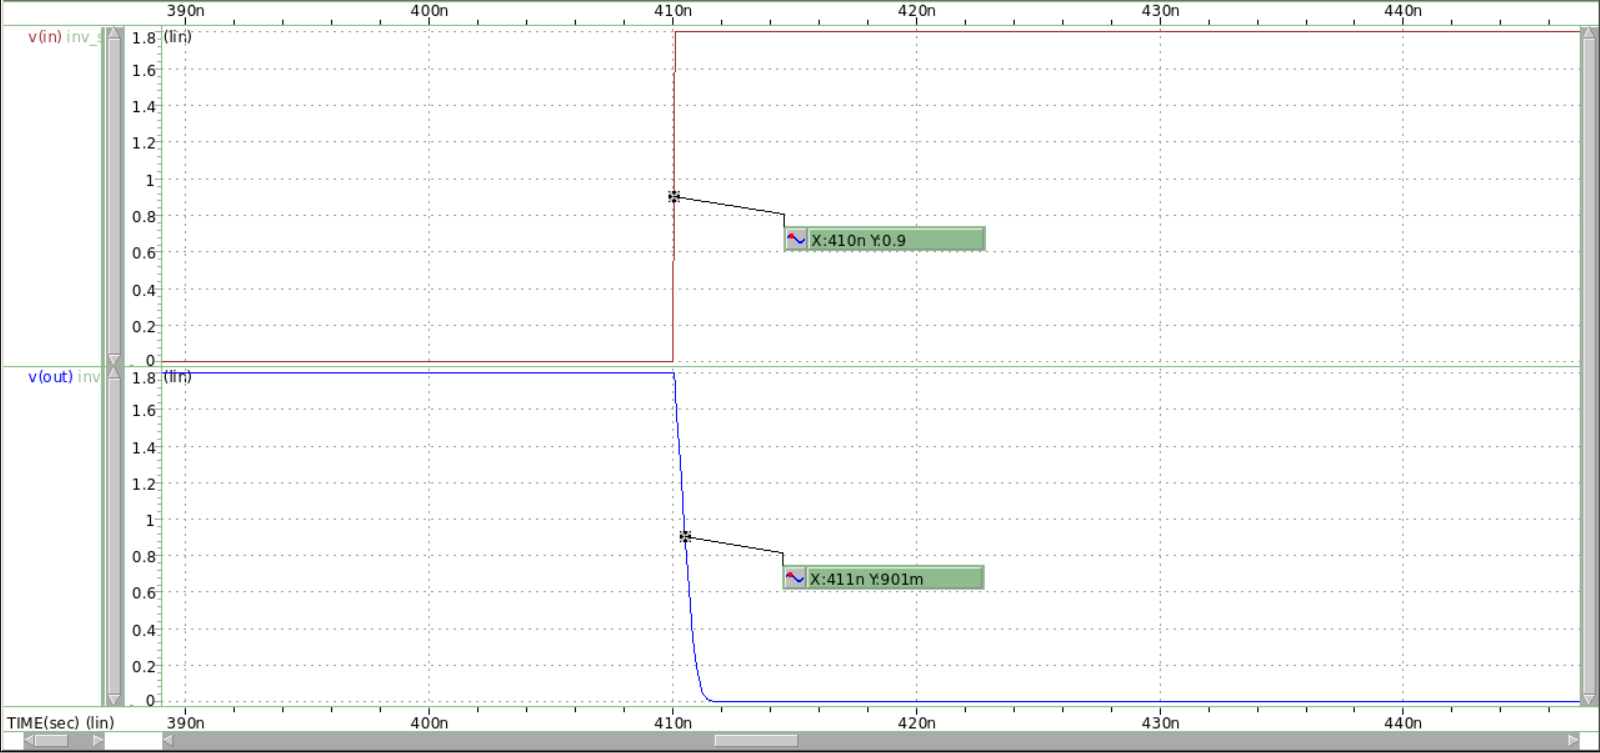 390n 400n 410n 420n 430n 440n
v(in) inv_s
1.8 (lin)
1.6
1.4
1.2
1
0.8
X:410n Y:0.9
0.6
0.4
0.2
0
v(out) inv
1.8 (lin)
1.6
1.4
1.2
1
0.8
X:411n Y:901m
0.6
0.4
0.2
0
TIME(sec) (lin) 390n 400n 410n 420n 430n 440n